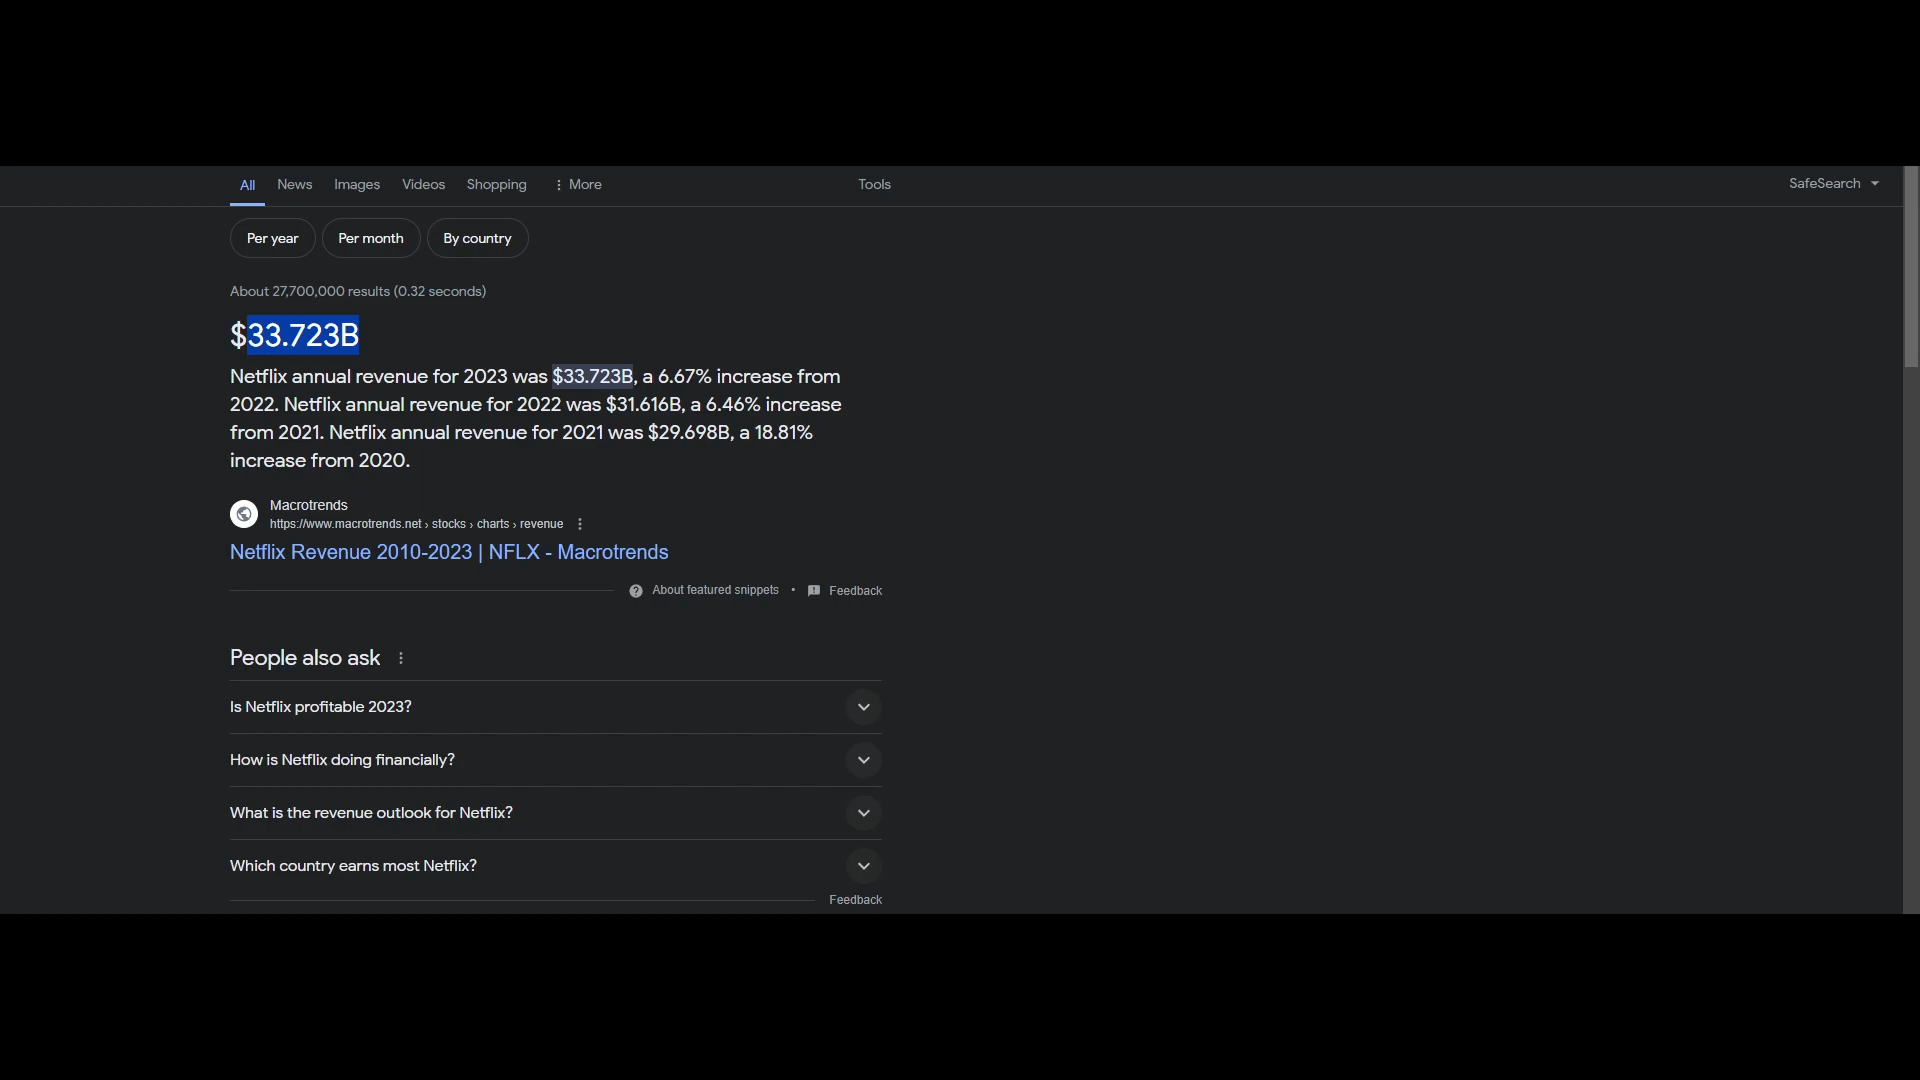 All News Images Videos Shopping More Tools SafeSearch
Per year Per month By country
About 27,700,000 results (0.32 seconds)
$33.723B
Netflix annual revenue for 2023 was $33.723B, a 6.67% increase from
2022. Netflix annual revenue for 2022 was $31.616B, a 6.46% increase
from 2021. Netflix annual revenue for 2021 was $29.698B, a 18.81%
increase from 2020.
Macrotrends
https://www.macrotrends.net › stocks › charts › revenue
Netflix Revenue 2010-2023 | NFLX - Macrotrends
About featured snippets • Feedback
People also ask
Is Netflix profitable 2023?
How is Netflix doing financially?
What is the revenue outlook for Netflix?
Which country earns most Netflix?
Feedback